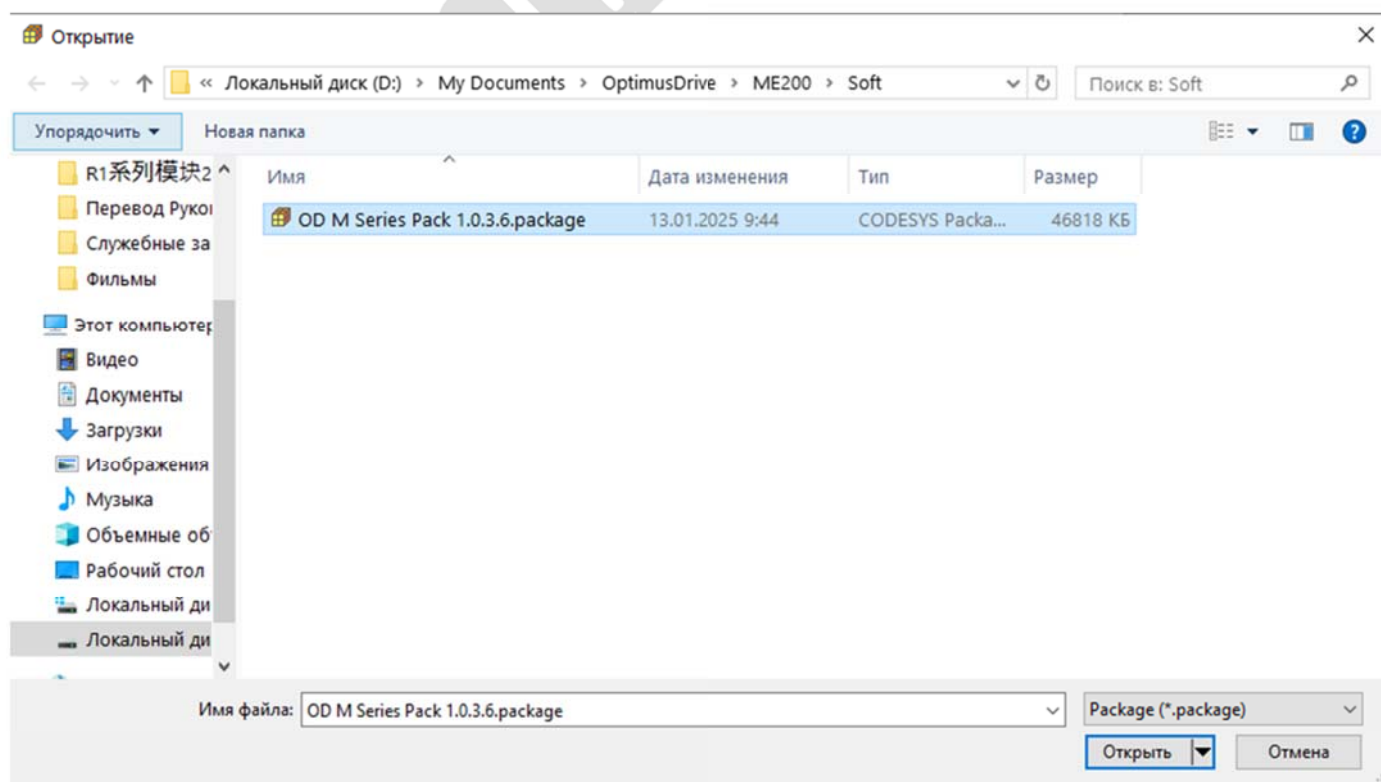 Открытие
« Локальный диск (D:) › My Documents › OptimusDrive › ME200 › Soft
Поиск в: Soft
Упорядочить Новая папка
Имя Дата изменения Тип Размер
OD M Series Pack 1.0.3.6.package 13.01.2025 9:44 CODESYS Packa... 46818 КБ
R1系列模块2
Перевод Руко
Служебные за
Фильмы
Этот компьютер
Видео
Документы
Загрузки
Изображения
Музыка
Объемные об
Рабочий стол
Локальный ди
Локальный ди
Имя файла: OD M Series Pack 1.0.3.6.package Package (*.package)
Открыть Отмена